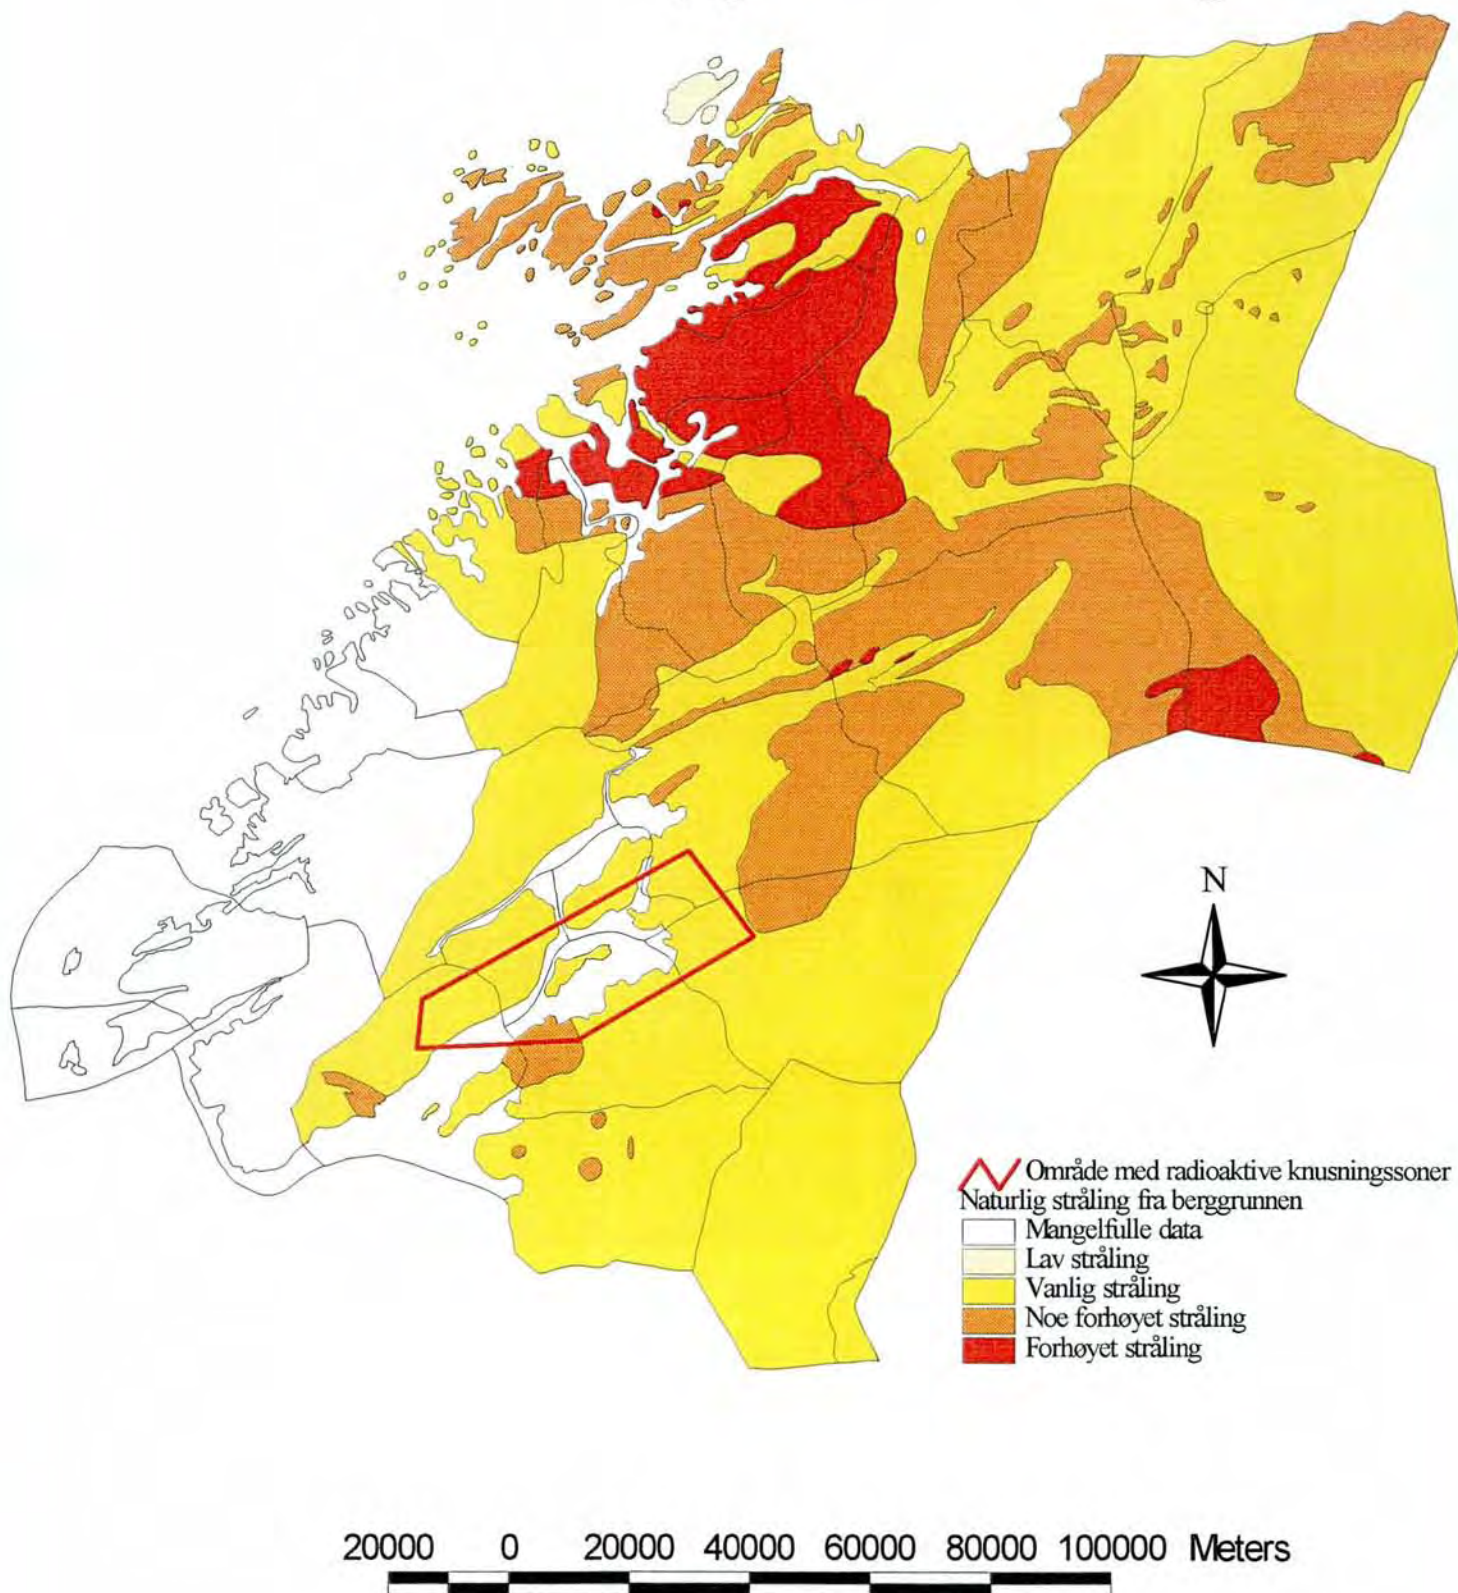 N
Område med radioaktive knusningssoner
Naturlig stråling fra berggrunnen
Mangelfulle data
Lav stråling
Vanlig stråling
Noe forhøyet stråling
Forhøyet stråling
20000 0 20000 40000 60000 80000 100000 Meters